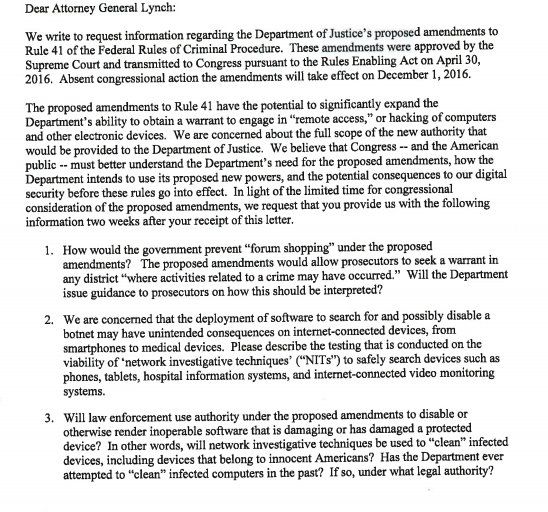 Dear Attorney General Lynch:
We write to request information regarding the Department of Justice's proposed amendments to
Rule 41 of the Federal Rules of Criminal Procedure. These amendments were approved by the
Supreme Court and transmitted to Congress pursuant to the Rules Enabling Act on April 30,
2016. Absent congressional action the amendments will take effect on December 1, 2016.
The proposed amendments to Rule 41 have the potential to significantly expand the
Department's ability to obtain a warrant to engage in "remote access," or hacking of computers
and other electronic devices. We are concerned about the full scope of the new authority that
would be provided to the Department of Justice. We believe that Congress -- and the American
public -- must better understand the Department's need for the proposed amendments, how the
Department intends to use its proposed new powers, and the potential consequences to our digital
security before these rules go into effect. In light of the limited time for congressional
consideration of the proposed amendments, we request that you provide us with the following
information two weeks after your receipt of this letter.
1. How would the government prevent "forum shopping" under the proposed
amendments? The proposed amendments would allow prosecutors to seek a warrant in
any district "where activities related to a crime may have occurred." Will the Department
issue guidance to prosecutors on how this should be interpreted?
2. We are concerned that the deployment of software to search for and possibly disable a
botnet may have unintended consequences on internet-connected devices, from
smartphones to medical devices. Please describe the testing that is conducted on the
viability of 'network investigative techniques' ("NITs") to safely search devices such as
phones, tablets, hospital information systems, and internet-connected video monitoring
systems.
3. Will law enforcement use authority under the proposed amendments to disable or
otherwise render inoperable software that is damaging or has damaged a protected
device? In other words, will network investigative techniques be used to "clean" infected
devices, including devices that belong to innocent Americans? Has the Department ever
attempted to "clean" infected computers in the past? If so, under what legal authority?